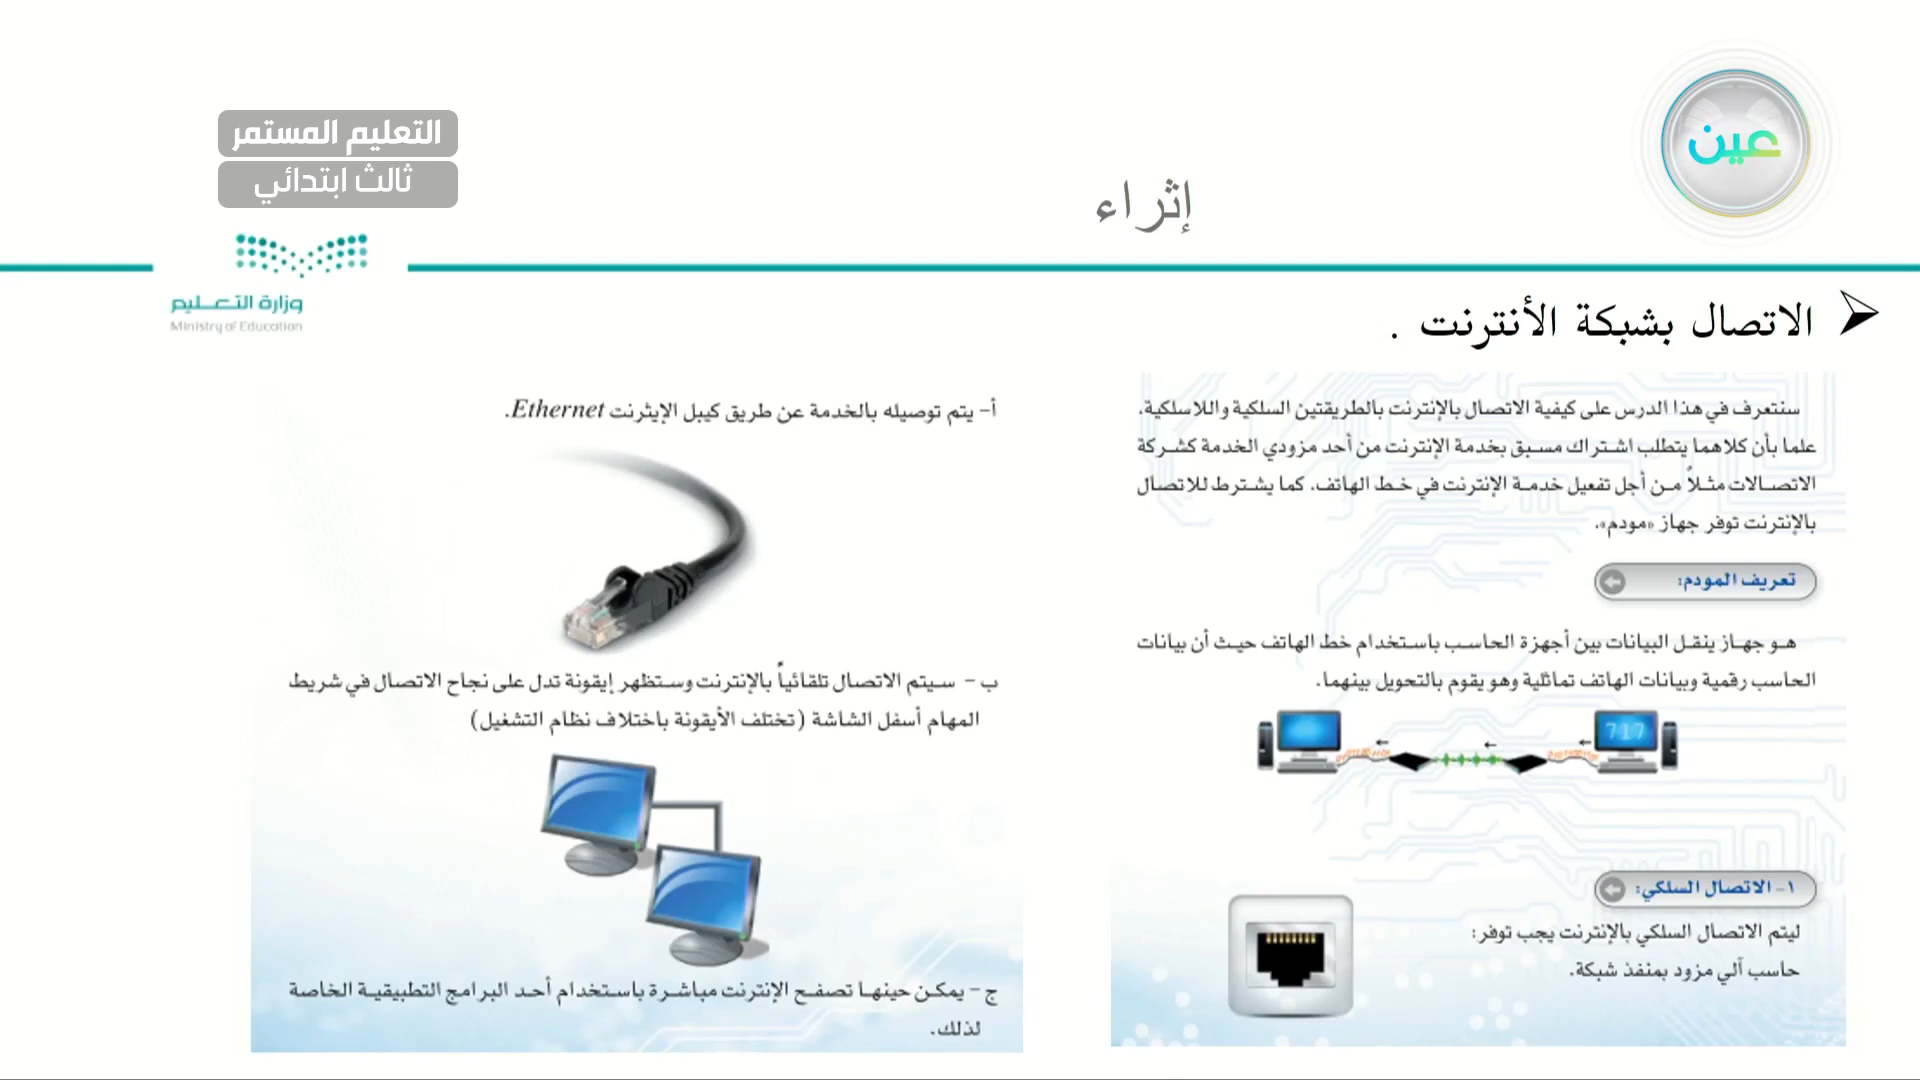 عين
التعليم المستمر
ثالث ابتدائي
إثراء
وزارة التعـليم
Ministry of Education
الاتصال بشبكة الأنترنت .
سنتعرف في هذا الدرس على كيفية الاتصال بالإنترنت بالطريقتين السلكية واللاسلكية.
علما بأن كلاهما يتطلب اشتراك مسبق بخدمة الإنترنت من أحد مزودي الخدمة كشركة
الاتصالات مثلاً من أجل تفعيل خدمة الإنترنت في خط الهاتف. كما يشترط للاتصال
بالإنترنت توفر جهاز «مودم».
تعريف المودم:
هو جهاز ينقل البيانات بين أجهزة الحاسب باستخدام خط الهاتف حيث أن بيانات
الحاسب رقمية وبيانات الهاتف تماثلية وهو يقوم بالتحويل بينهما.
717
١- الاتصال السلكي:
ليتم الاتصال السلكي بالإنترنت يجب توفر:
حاسب آلي مزود بمنفذ شبكة.
أ- يتم توصيله بالخدمة عن طريق كيبل الإيثرنت Ethernet.
ب - سيتم الاتصال تلقائياً بالإنترنت وستظهر إيقونة تدل على نجاح الاتصال في شريط
المهام أسفل الشاشة (تختلف الأيقونة باختلاف نظام التشغيل)
ج - يمكن حينها تصفح الإنترنت مباشرة باستخدام أحد البرامج التطبيقية الخاصة
لذلك.